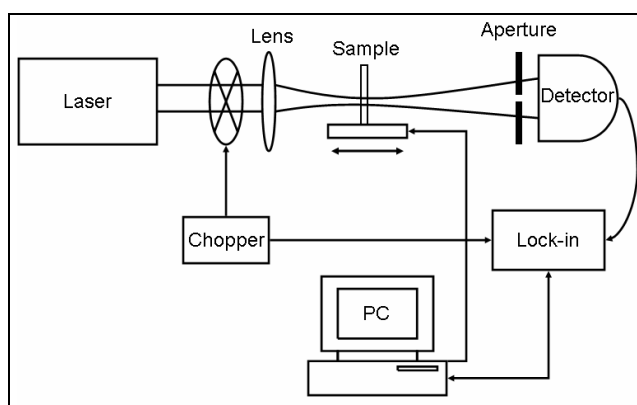 Aperture
Lens
Sample
Laser
Detector
Chopper
Lock-in
PC